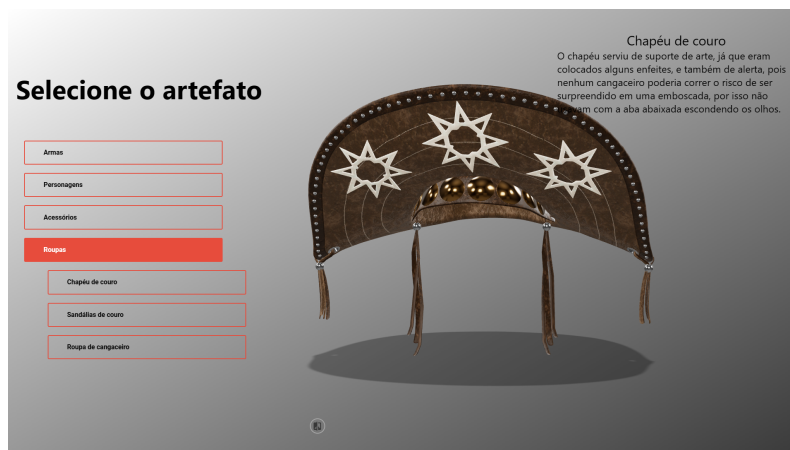 Chapéu de couro
O chapéu serviu de suporte de arte, já que eram
colocados alguns enfeites, e também de alerta, pois
nenhum cangaceiro poderia correr o risco de ser
surpreendido em uma emboscada, por isso não
com a aba abaixada escondendo os olhos.
Selecione o artefato
Armas
Personagens
Acessórios
Roupas
Chapéu de couro
Sandálias de couro
Roupa de cangaceiro